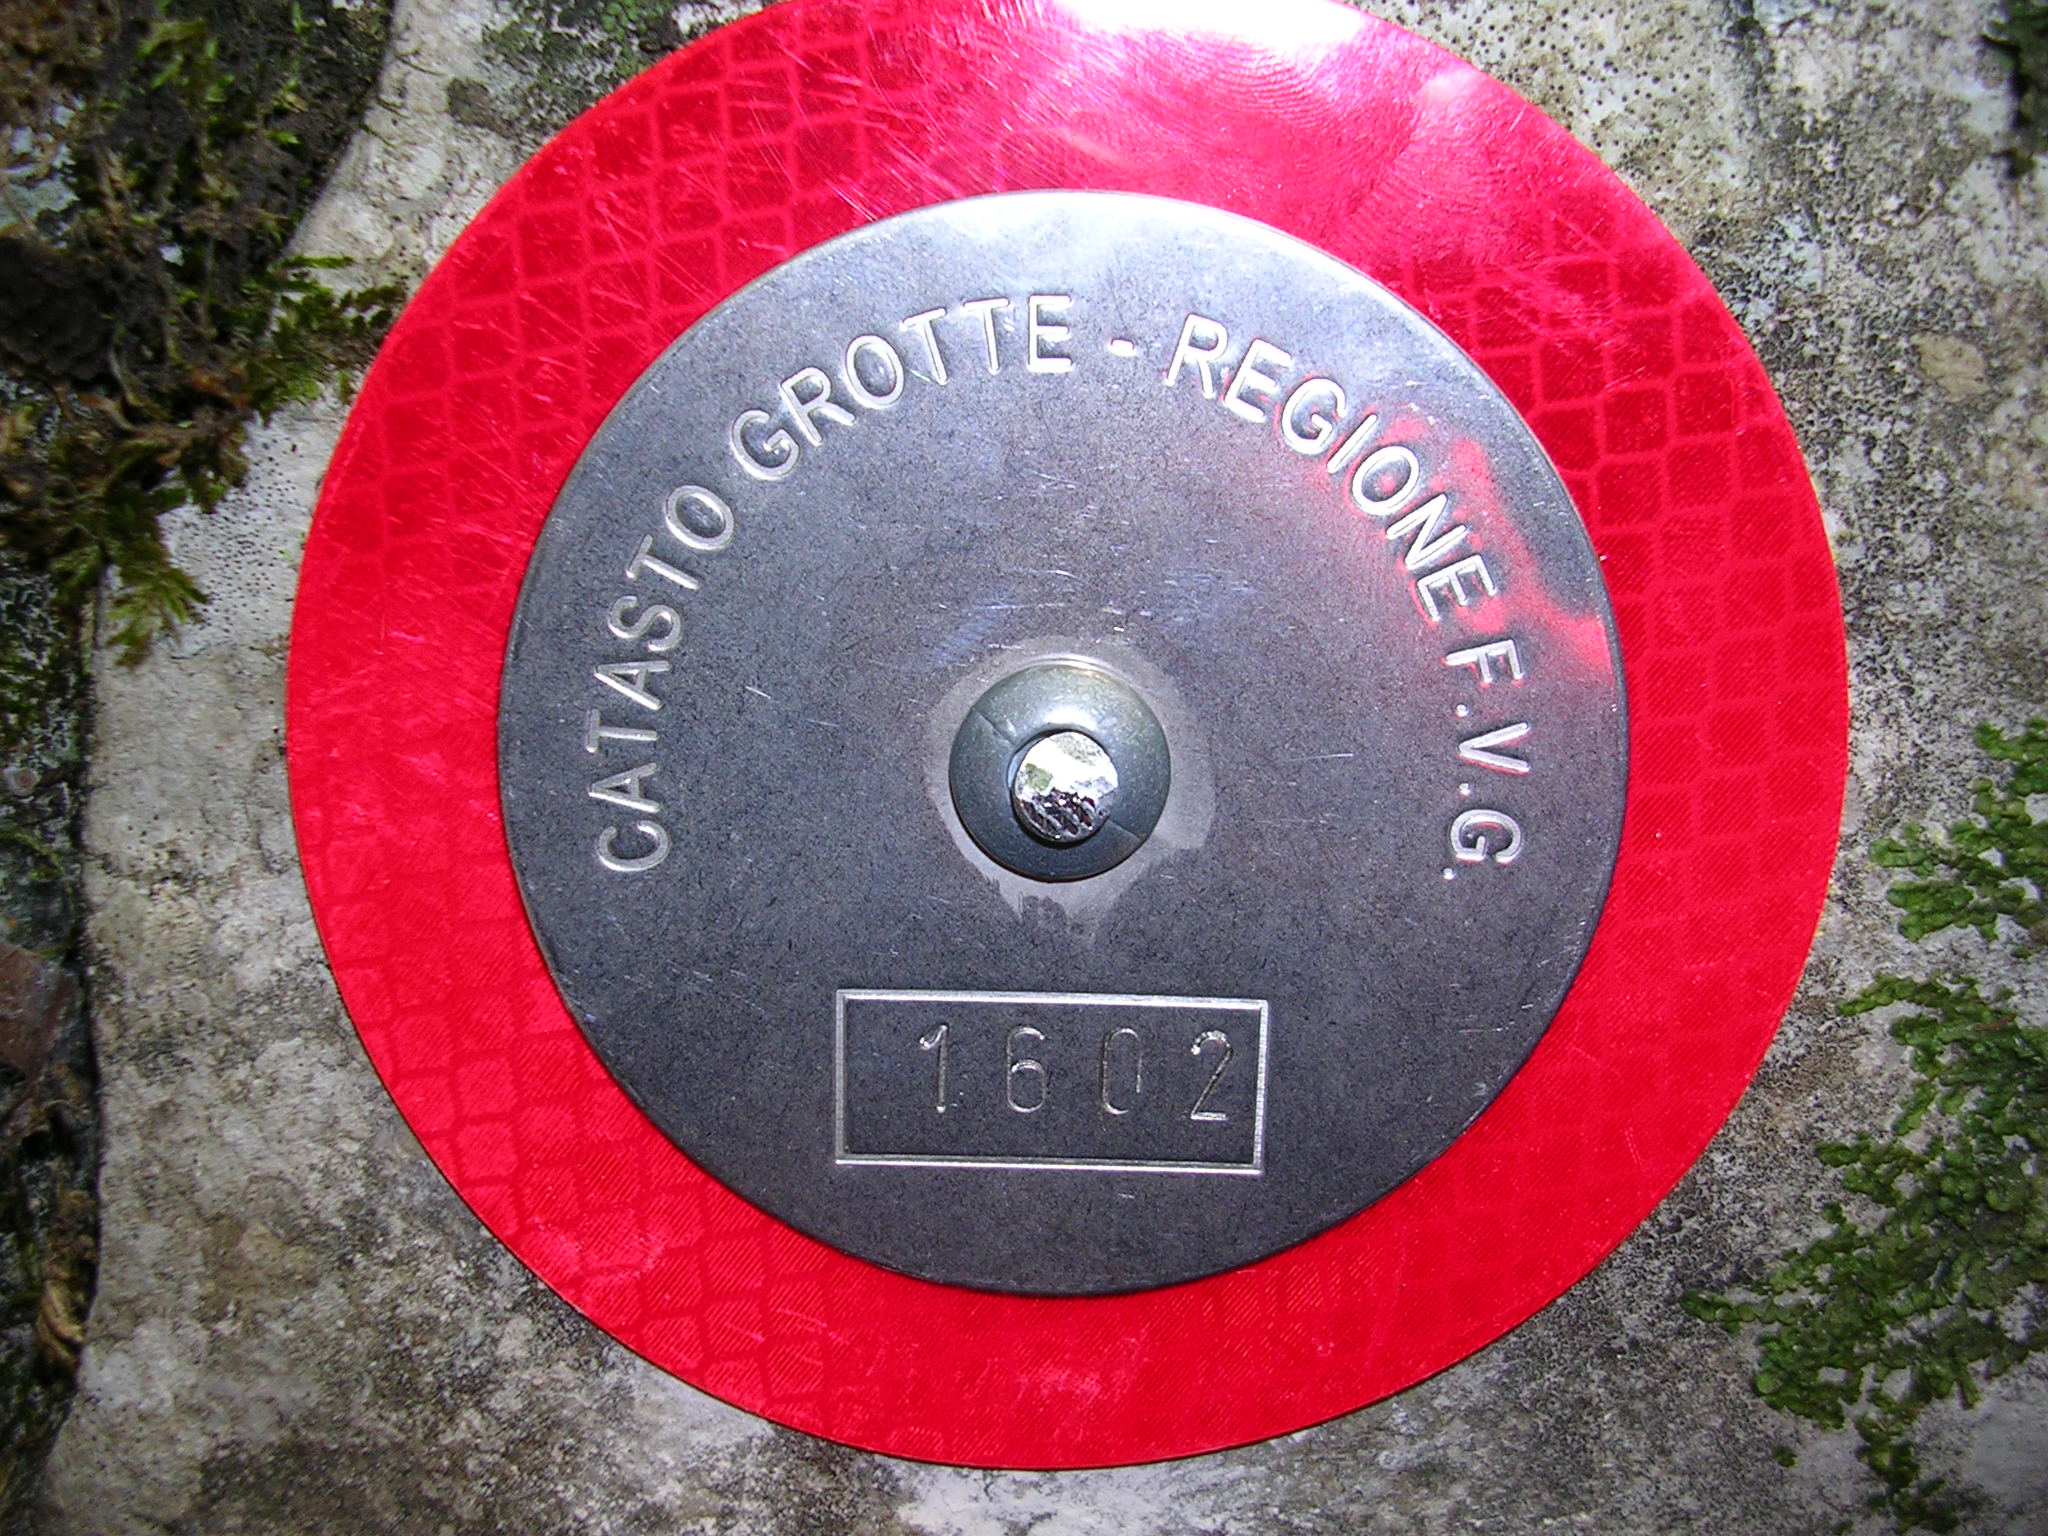 CATASTO GROTTE - REGIONE F.V.G.
1602